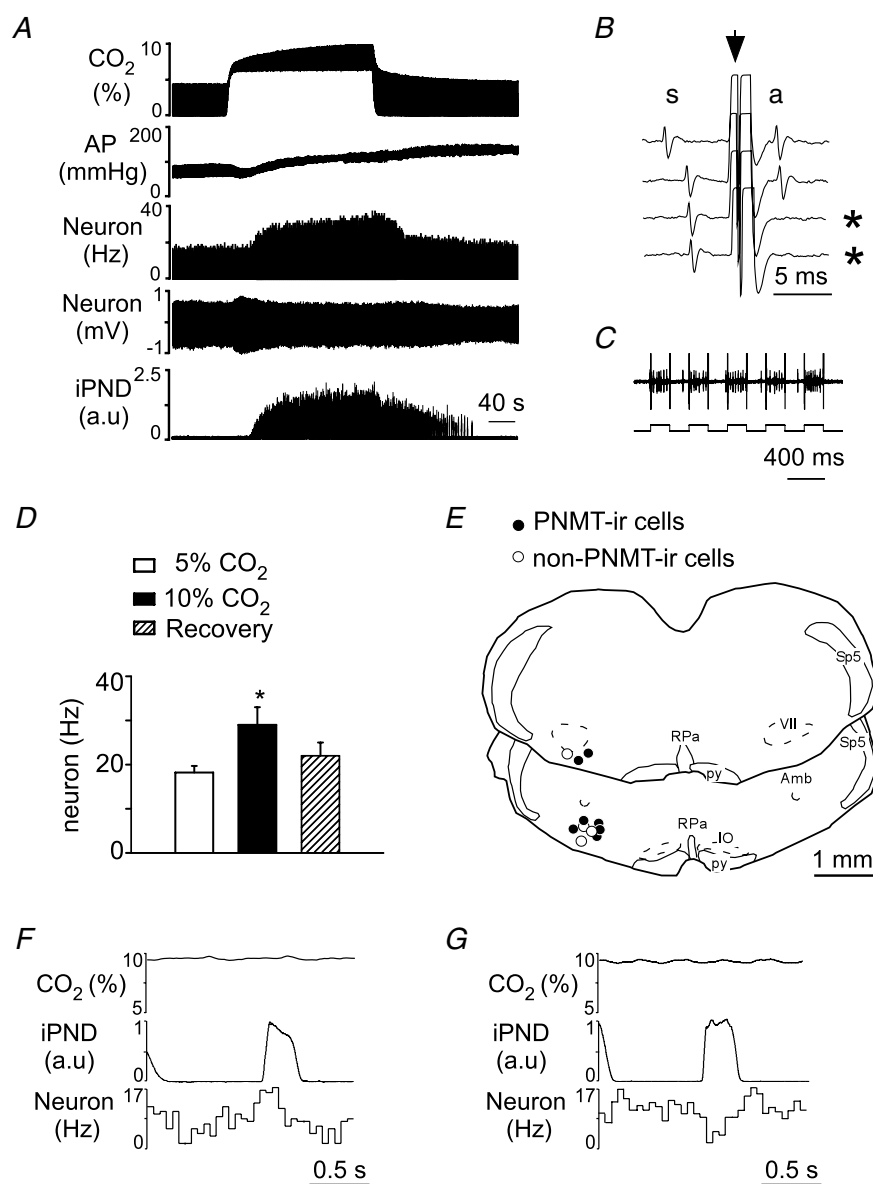 A
CO2
(%)
10
0
AP
(mmHg)
200
0
Neuron
(Hz)
40
0
Neuron
(mV)
1
-1
iPND
(a.u)
2.5
0
40 s
B
s
a
*
*
5 ms
C
400 ms
D
5% CO2
10% CO2
Recovery
neuron (Hz)
40
20
0
*
E
PNMT-ir cells
non-PNMT-ir cells
Sp5
VII
RPa
py
Sp5
Amb
RPa
IO
py
1 mm
F
CO2 (%)
10
5
iPND
(a.u)
1
0
Neuron
(Hz)
17
0
0.5 s
G
CO2 (%)
10
5
iPND
(a.u)
1
0
Neuron
(Hz)
17
0
0.5 s